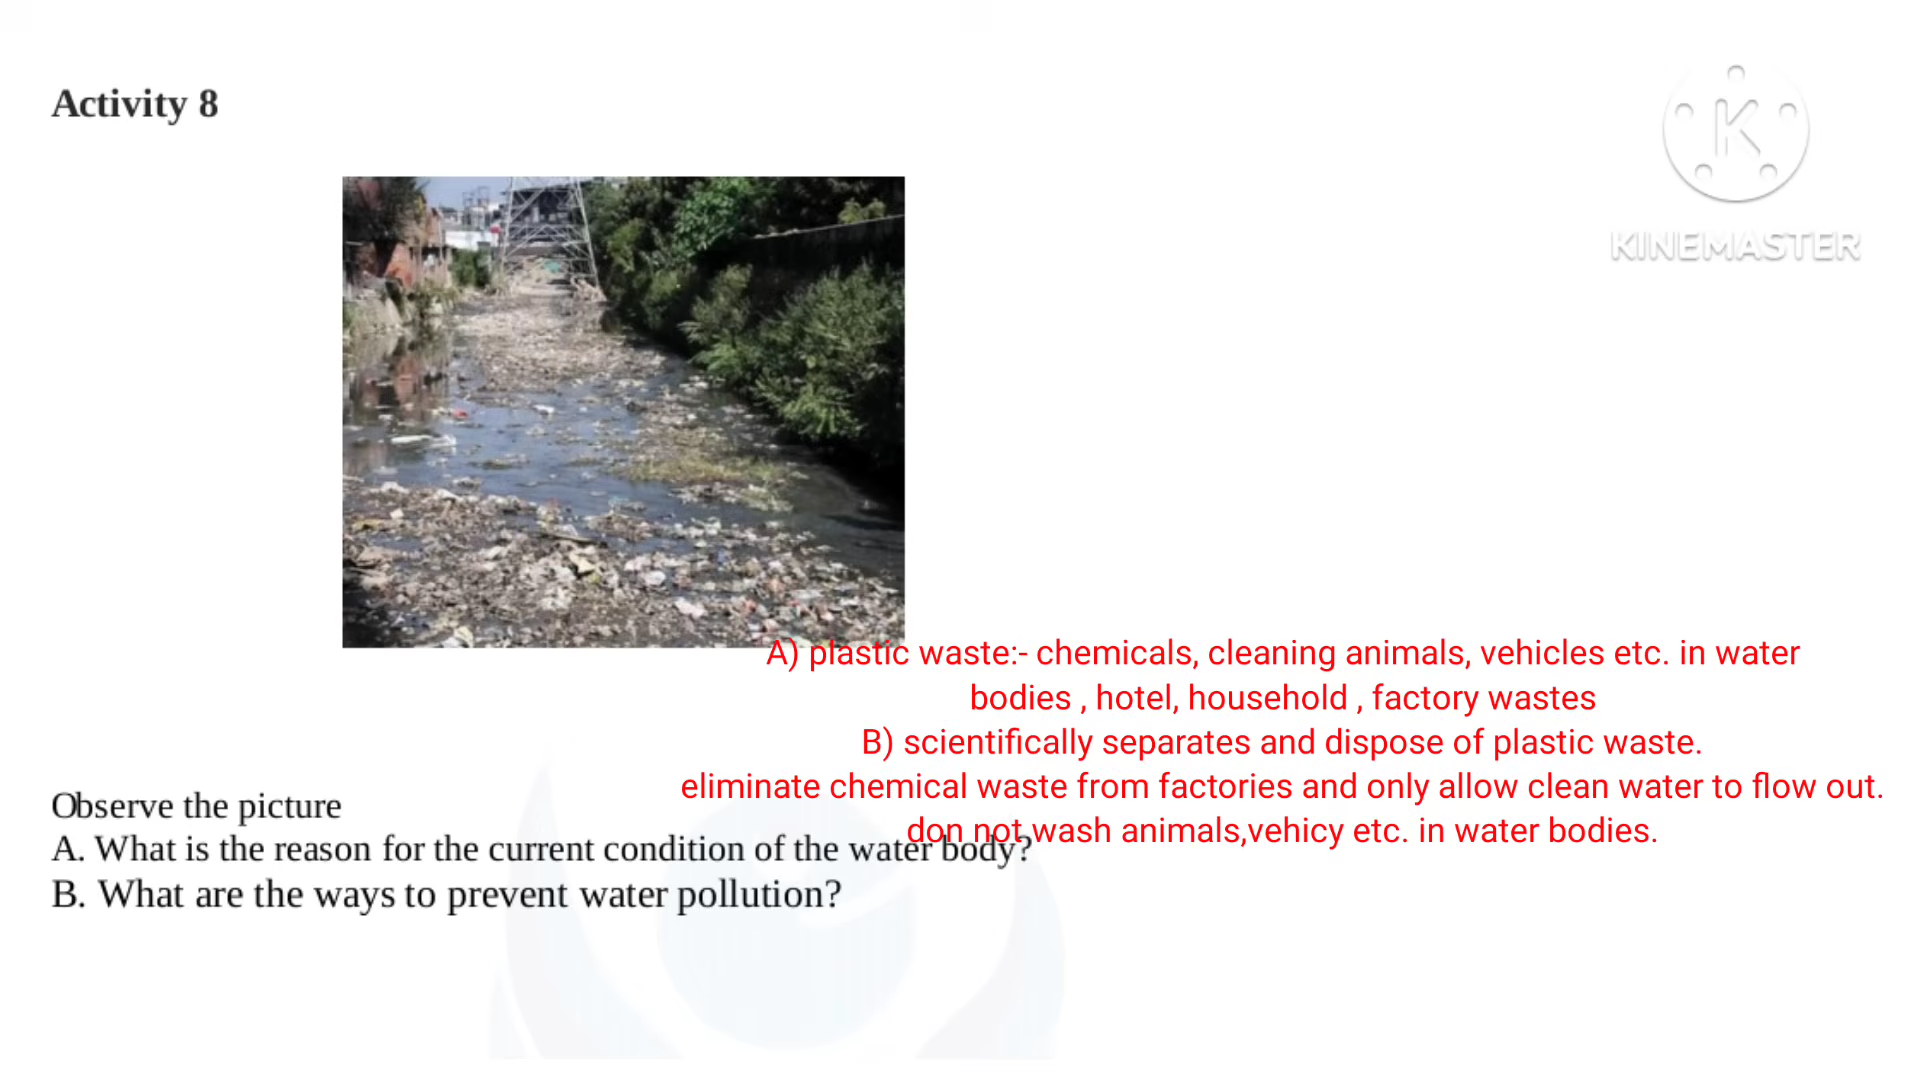 Activity 8
KINEMASTER
A) plastic waste:- chemicals, cleaning animals, vehicles etc. in water
bodies , hotel, household , factory wastes
B) scientifically separates and dispose of plastic waste.
eliminate chemical waste from factories and only allow clean water to flow out.
don not wash animals,vehicy etc. in water bodies.
Observe the picture
A. What is the reason for the current condition of the water body?
B. What are the ways to prevent water pollution?